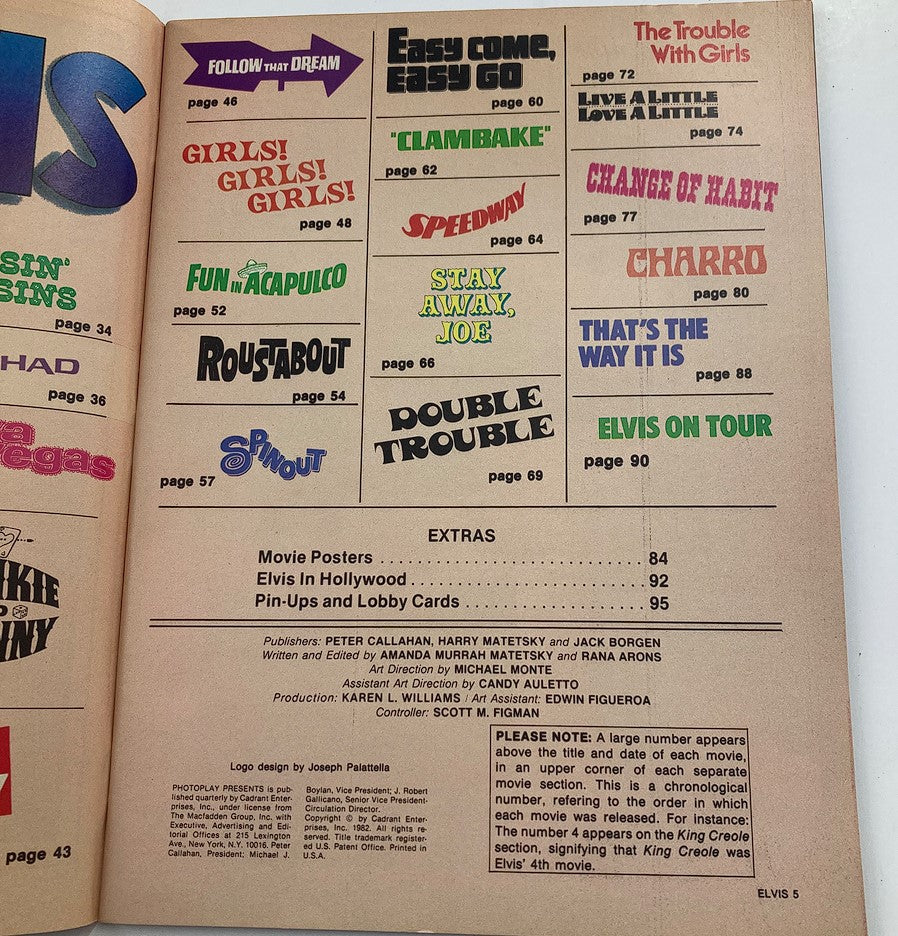 IS
SIN'
SINS
page 34
HAD
page 36
a
egas
KIE
NNY
page 43
FOLLOW THAT DREAM
page 46
GIRLS!
GIRLS!
GIRLS!
page 48
FUN IN ACAPULCO
page 52
ROUSTABOUT
page 54
SPINOUT
page 57
EASY COME,
EASY GO
page 60
"CLAMBAKE"
page 62
SPEEDWAY
page 64
STAY
AWAY,
JOE
page 66
DOUBLE
TROUBLE
page 69
The Trouble
With Girls
page 72
LIVE A LITTLE
LOVE A LITTLE
page 74
CHANGE OF HABIT
page 77
CHARRO
page 80
THAT'S THE
WAY IT IS
page 88
ELVIS ON TOUR
page 90
EXTRAS
Movie Posters . . . . . . . . . . . . . . . . . . . . . . . . . . . 84
Elvis In Hollywood . . . . . . . . . . . . . . . . . . . . . . . 92
Pin-Ups and Lobby Cards . . . . . . . . . . . . . . . . . . 95
Publishers: PETER CALLAHAN, HARRY MATETSKY and JACK BORGEN
Written and Edited by AMANDA MURRAH MATETSKY and RANA ARONS
Art Direction by MICHAEL MONTE
Assistant Art Direction by CANDY AULETTO
Production: KAREN L. WILLIAMS / Art Assistant: EDWIN FIGUEROA
Controller: SCOTT M. FIGMAN
Logo design by Joseph Palattella
PHOTOPLAY PRESENTS is pub-
lished quarterly by Cadrant Enter-
prises, Inc., under license from
The Macfadden Group, Inc. with
Executive, Advertising and Edi-
torial Offices at 215 Lexington
Ave., New York, N.Y. 10016. Peter
Callahan, President; Michael J.
Boylan, Vice President; J. Robert
Gallicano, Senior Vice President-
Circulation Director.
Copyright © by Cadrant Enter-
prises, Inc. 1982. All rights re-
served. Title trademark register-
ed U.S. Patent Office. Printed in
U.S.A.
PLEASE NOTE: A large number appears
above the title and date of each movie,
in an upper corner of each separate
movie section. This is a chronological
number, refering to the order in which
each movie was released. For instance:
The number 4 appears on the King Creole
section, signifying that King Creole was
Elvis' 4th movie.
ELVIS 5